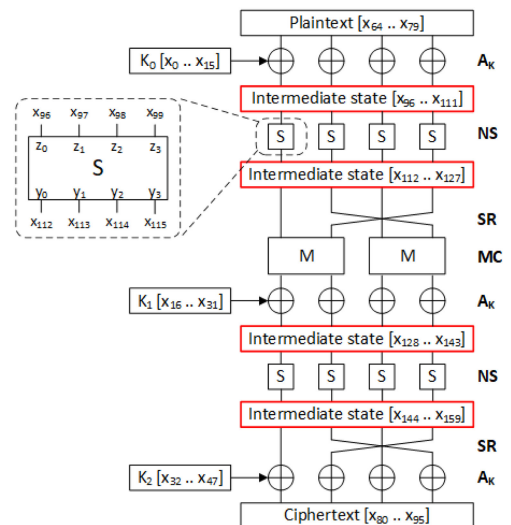 Plaintext [x₆₄ .. x₇₉]
K₀ [x₀ .. x₁₅]
Aₖ
Intermediate state [x₉₆ .. x₁₁₁]
x₉₆ x₉₇ x₉₈ x₉₉
S S S S
NS
z₀ z₁ z₂ z₃
S
Intermediate state [x₁₁₂ .. x₁₂₇]
y₀ y₁ y₂ y₃
x₁₁₂ x₁₁₃ x₁₁₄ x₁₁₅
SR
M M
MC
K₁ [x₁₆ .. x₃₁]
Aₖ
Intermediate state [x₁₂₈ .. x₁₄₃]
S S S S
NS
Intermediate state [x₁₄₄ .. x₁₅₉]
SR
K₂ [x₃₂ .. x₄₇]
Aₖ
Ciphertext [x₈₀ .. x₉₅]